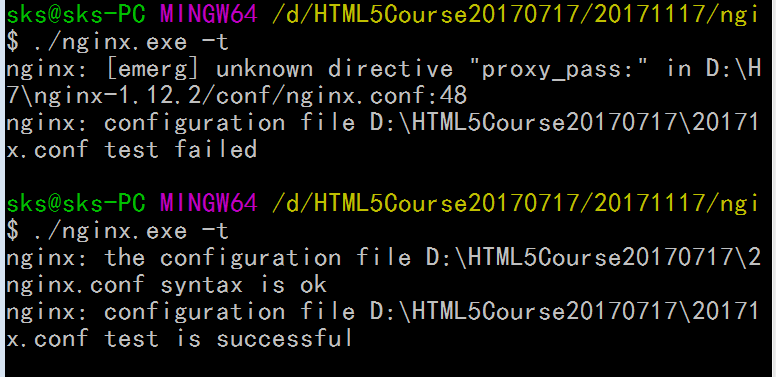 sks@sks-PC MINGW64 /d/HTML5Course20170717/20171117/ngi
$ ./nginx.exe -t
nginx: [emerg] unknown directive "proxy_pass:" in D:\H
7\nginx-1.12.2/conf/nginx.conf:48
nginx: configuration file D:\HTML5Course20170717\20171
x.conf test failed
sks@sks-PC MINGW64 /d/HTML5Course20170717/20171117/ngi
$ ./nginx.exe -t
nginx: the configuration file D:\HTML5Course20170717\2
nginx.conf syntax is ok
nginx: configuration file D:\HTML5Course20170717\20171
x.conf test is successful